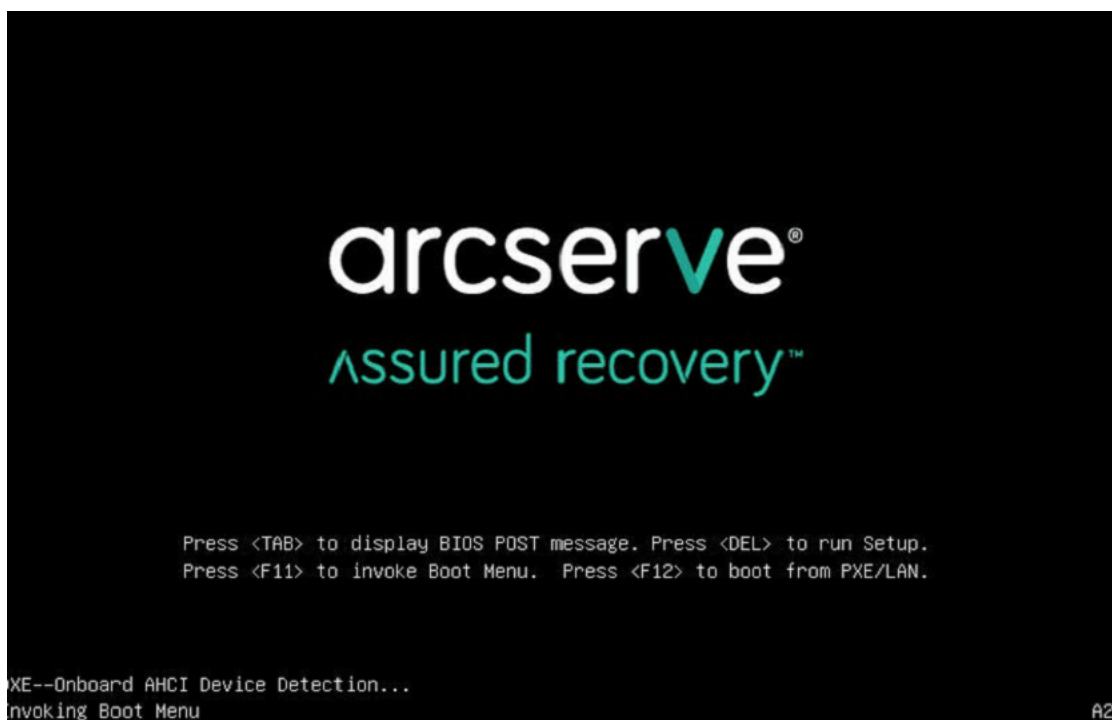 arcserve®
ʌssured recovery™
Press <TAB> to display BIOS POST message. Press <DEL> to run Setup.
Press <F11> to invoke Boot Menu.  Press <F12> to boot from PXE/LAN.
XE--Onboard AHCI Device Detection...
nvoking Boot Menu
A2